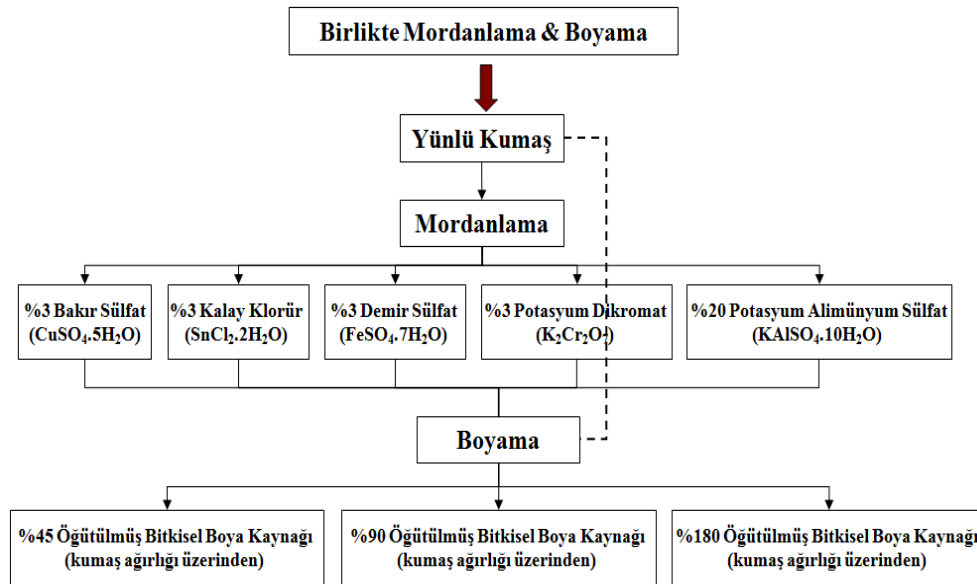 Birlikte Mordanlama & Boyama
Yünlü Kumaş
Mordanlama
%3 Bakır Sülfat
(CuSO₄.5H₂O)
%3 Kalay Klorür
(SnCl₂.2H₂O)
%3 Demir Sülfat
(FeSO₄.7H₂O)
%3 Potasyum Dikromat
(K₂Cr₂O₇)
%20 Potasyum Alimünyum Sülfat
(KAlSO₄.10H₂O)
Boyama
%45 Öğütülmüş Bitkisel Boya Kaynağı
(kumaş ağırlığı üzerinden)
%90 Öğütülmüş Bitkisel Boya Kaynağı
(kumaş ağırlığı üzerinden)
%180 Öğütülmüş Bitkisel Boya Kaynağı
(kumaş ağırlığı üzerinden)